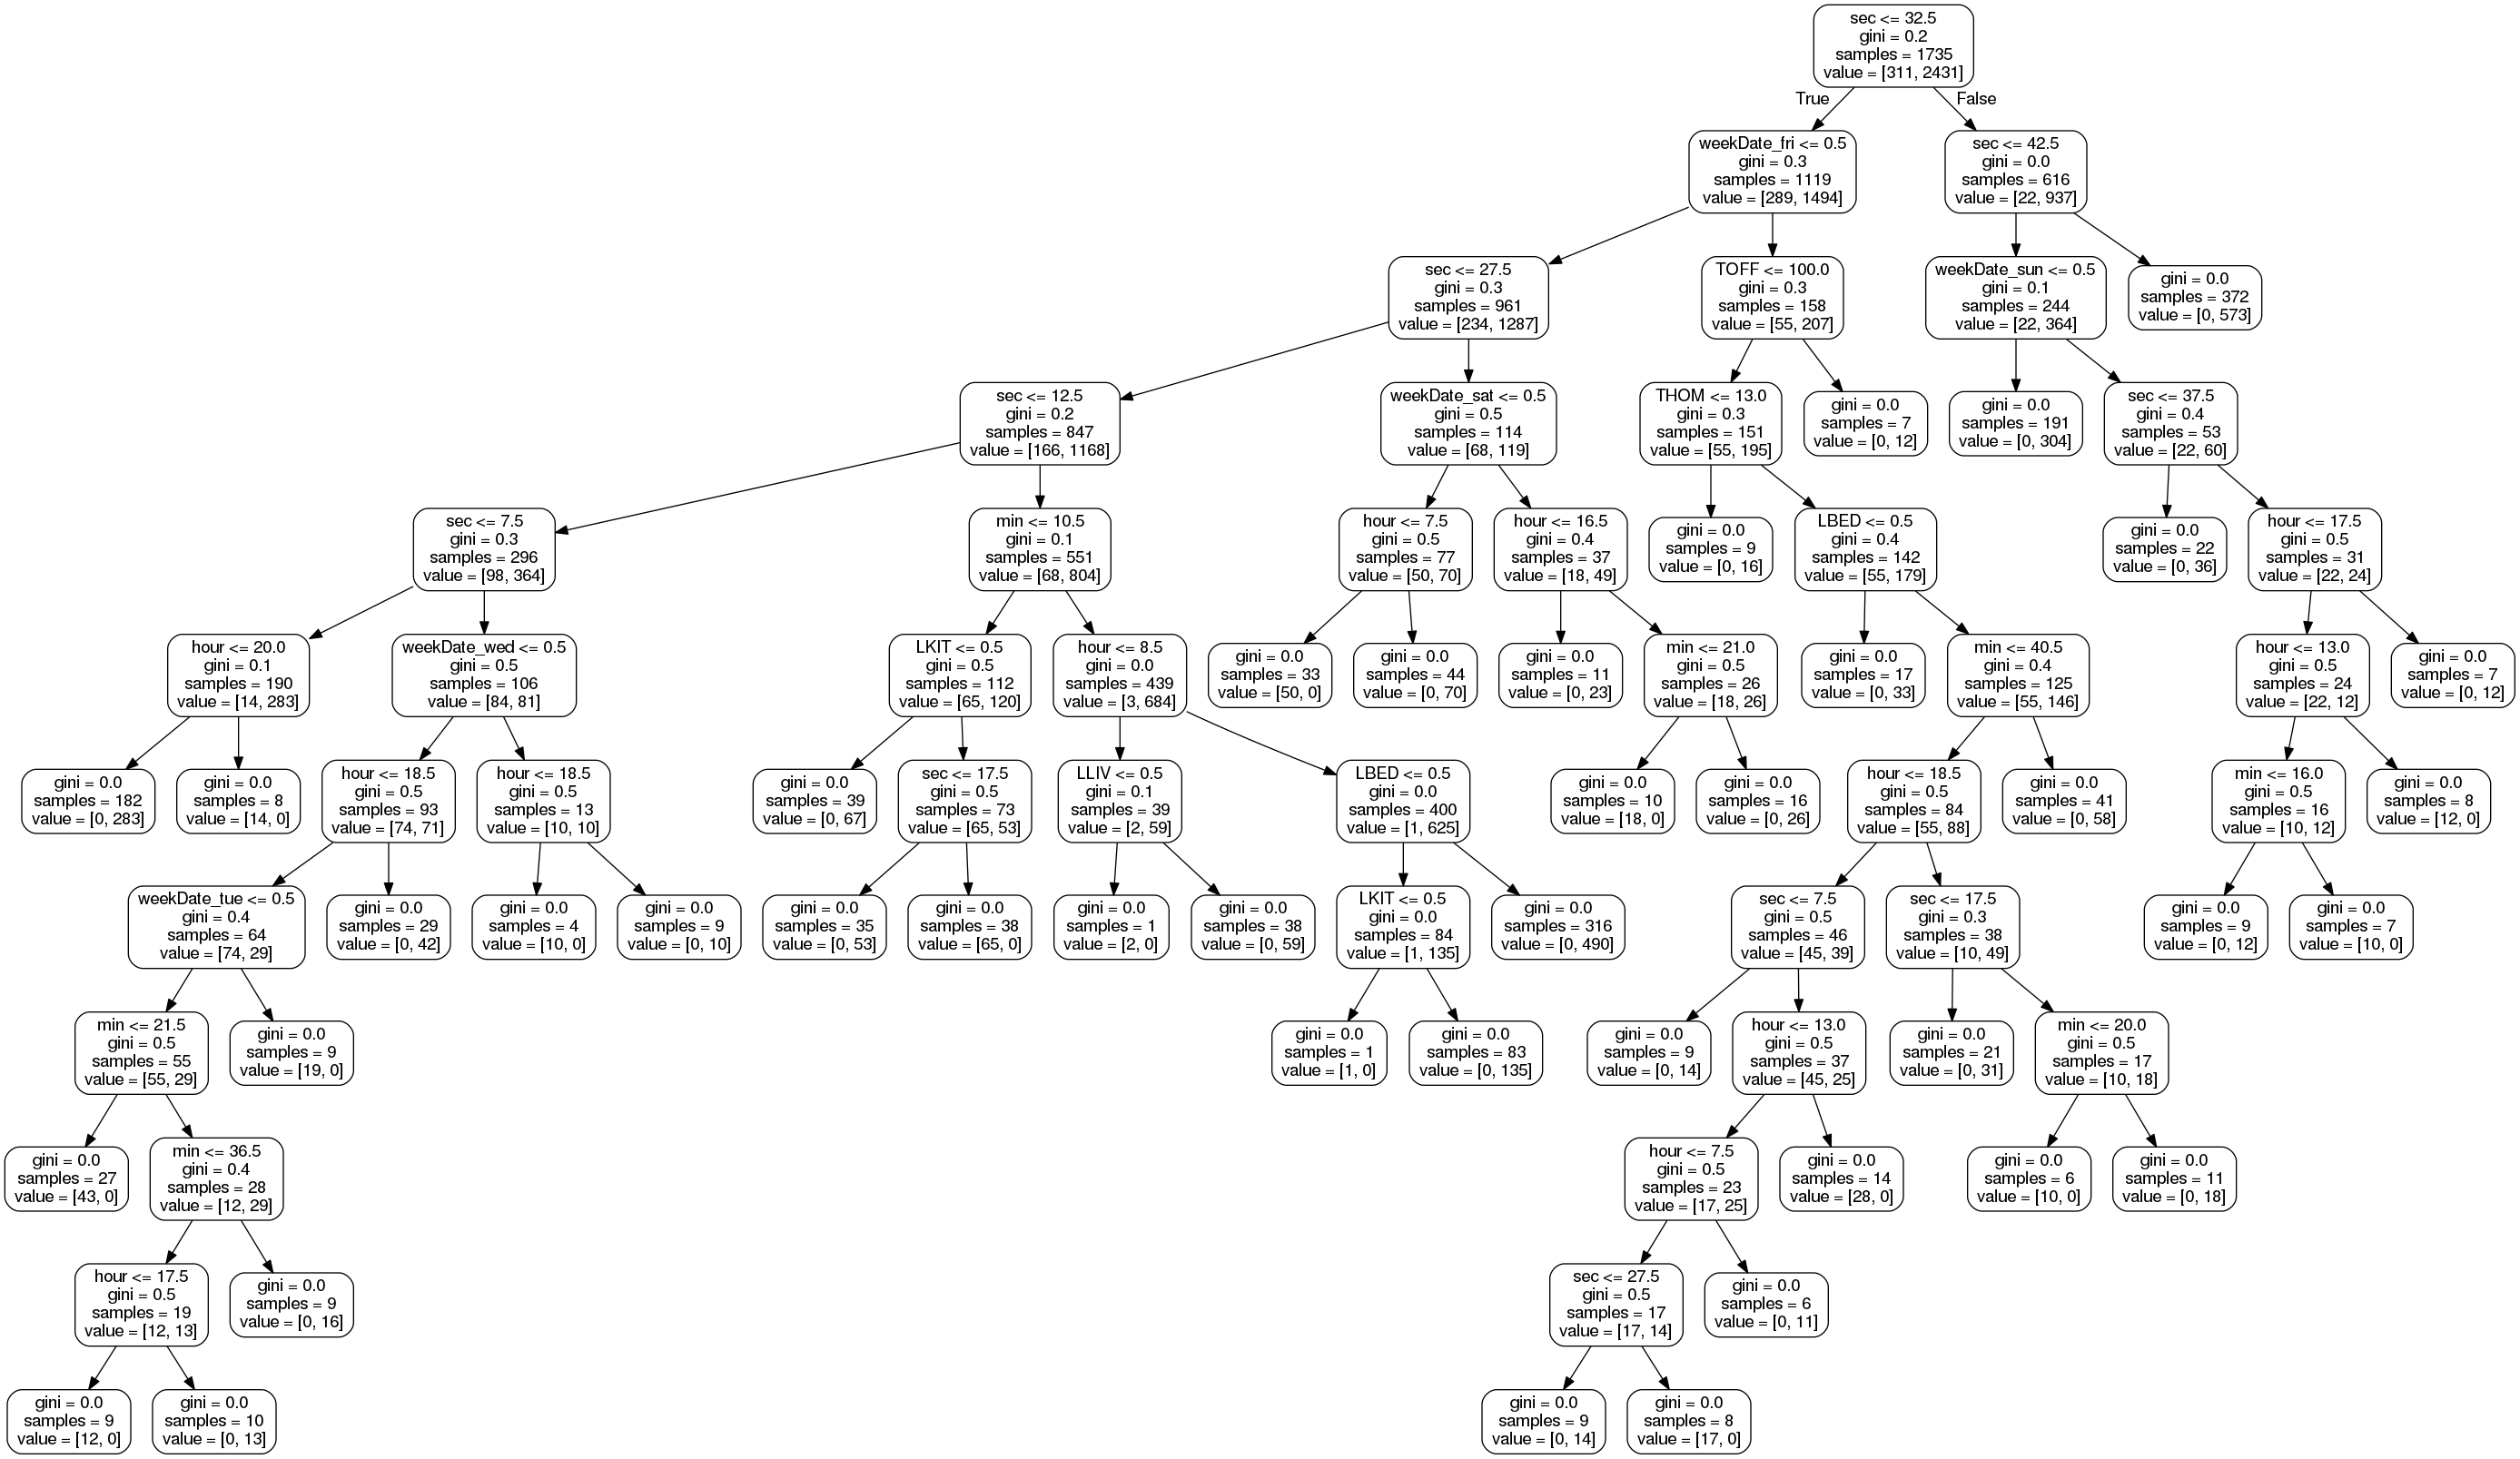 sec <= 32.5
gini = 0.2
samples = 1735
value = [311, 2431]
True
False
weekDate_fri <= 0.5
gini = 0.3
samples = 1119
value = [289, 1494]
sec <= 42.5
gini = 0.0
samples = 616
value = [22, 937]
sec <= 27.5
gini = 0.3
samples = 961
value = [234, 1287]
TOFF <= 100.0
gini = 0.3
samples = 158
value = [55, 207]
weekDate_sun <= 0.5
gini = 0.1
samples = 244
value = [22, 364]
gini = 0.0
samples = 372
value = [0, 573]
sec <= 12.5
gini = 0.2
samples = 847
value = [166, 1168]
weekDate_sat <= 0.5
gini = 0.5
samples = 114
value = [68, 119]
THOM <= 13.0
gini = 0.3
samples = 151
value = [55, 195]
gini = 0.0
samples = 7
value = [0, 12]
gini = 0.0
samples = 191
value = [0, 304]
sec <= 37.5
gini = 0.4
samples = 53
value = [22, 60]
sec <= 7.5
gini = 0.3
samples = 296
value = [98, 364]
min <= 10.5
gini = 0.1
samples = 551
value = [68, 804]
hour <= 7.5
gini = 0.5
samples = 77
value = [50, 70]
hour <= 16.5
gini = 0.4
samples = 37
value = [18, 49]
gini = 0.0
samples = 9
value = [0, 16]
LBED <= 0.5
gini = 0.4
samples = 142
value = [55, 179]
gini = 0.0
samples = 22
value = [0, 36]
hour <= 17.5
gini = 0.5
samples = 31
value = [22, 24]
hour <= 20.0
gini = 0.1
samples = 190
value = [14, 283]
weekDate_wed <= 0.5
gini = 0.5
samples = 106
value = [84, 81]
LKIT <= 0.5
gini = 0.5
samples = 112
value = [65, 120]
hour <= 8.5
gini = 0.0
samples = 439
value = [3, 684]
gini = 0.0
samples = 33
value = [50, 0]
gini = 0.0
samples = 44
value = [0, 70]
gini = 0.0
samples = 11
value = [0, 23]
min <= 21.0
gini = 0.5
samples = 26
value = [18, 26]
gini = 0.0
samples = 17
value = [0, 33]
min <= 40.5
gini = 0.4
samples = 125
value = [55, 146]
hour <= 13.0
gini = 0.5
samples = 24
value = [22, 12]
gini = 0.0
samples = 7
value = [0, 12]
gini = 0.0
samples = 182
value = [0, 283]
gini = 0.0
samples = 8
value = [14, 0]
hour <= 18.5
gini = 0.5
samples = 93
value = [74, 71]
hour <= 18.5
gini = 0.5
samples = 13
value = [10, 10]
gini = 0.0
samples = 39
value = [0, 67]
sec <= 17.5
gini = 0.5
samples = 73
value = [65, 53]
LLIV <= 0.5
gini = 0.1
samples = 39
value = [2, 59]
LBED <= 0.5
gini = 0.0
samples = 400
value = [1, 625]
gini = 0.0
samples = 10
value = [18, 0]
gini = 0.0
samples = 16
value = [0, 26]
hour <= 18.5
gini = 0.5
samples = 84
value = [55, 88]
gini = 0.0
samples = 41
value = [0, 58]
min <= 16.0
gini = 0.5
samples = 16
value = [10, 12]
gini = 0.0
samples = 8
value = [12, 0]
weekDate_tue <= 0.5
gini = 0.4
samples = 64
value = [74, 29]
gini = 0.0
samples = 29
value = [0, 42]
gini = 0.0
samples = 4
value = [10, 0]
gini = 0.0
samples = 9
value = [0, 10]
gini = 0.0
samples = 35
value = [0, 53]
gini = 0.0
samples = 38
value = [65, 0]
gini = 0.0
samples = 1
value = [2, 0]
gini = 0.0
samples = 38
value = [0, 59]
LKIT <= 0.5
gini = 0.0
samples = 84
value = [1, 135]
gini = 0.0
samples = 316
value = [0, 490]
sec <= 7.5
gini = 0.5
samples = 46
value = [45, 39]
sec <= 17.5
gini = 0.3
samples = 38
value = [10, 49]
gini = 0.0
samples = 9
value = [0, 12]
gini = 0.0
samples = 7
value = [10, 0]
min <= 21.5
gini = 0.5
samples = 55
value = [55, 29]
gini = 0.0
samples = 9
value = [19, 0]
gini = 0.0
samples = 1
value = [1, 0]
gini = 0.0
samples = 83
value = [0, 135]
gini = 0.0
samples = 9
value = [0, 14]
hour <= 13.0
gini = 0.5
samples = 37
value = [45, 25]
gini = 0.0
samples = 21
value = [0, 31]
min <= 20.0
gini = 0.5
samples = 17
value = [10, 18]
gini = 0.0
samples = 27
value = [43, 0]
min <= 36.5
gini = 0.4
samples = 28
value = [12, 29]
hour <= 7.5
gini = 0.5
samples = 23
value = [17, 25]
gini = 0.0
samples = 14
value = [28, 0]
gini = 0.0
samples = 6
value = [10, 0]
gini = 0.0
samples = 11
value = [0, 18]
hour <= 17.5
gini = 0.5
samples = 19
value = [12, 13]
gini = 0.0
samples = 9
value = [0, 16]
sec <= 27.5
gini = 0.5
samples = 17
value = [17, 14]
gini = 0.0
samples = 6
value = [0, 11]
gini = 0.0
samples = 9
value = [12, 0]
gini = 0.0
samples = 10
value = [0, 13]
gini = 0.0
samples = 9
value = [0, 14]
gini = 0.0
samples = 8
value = [17, 0]